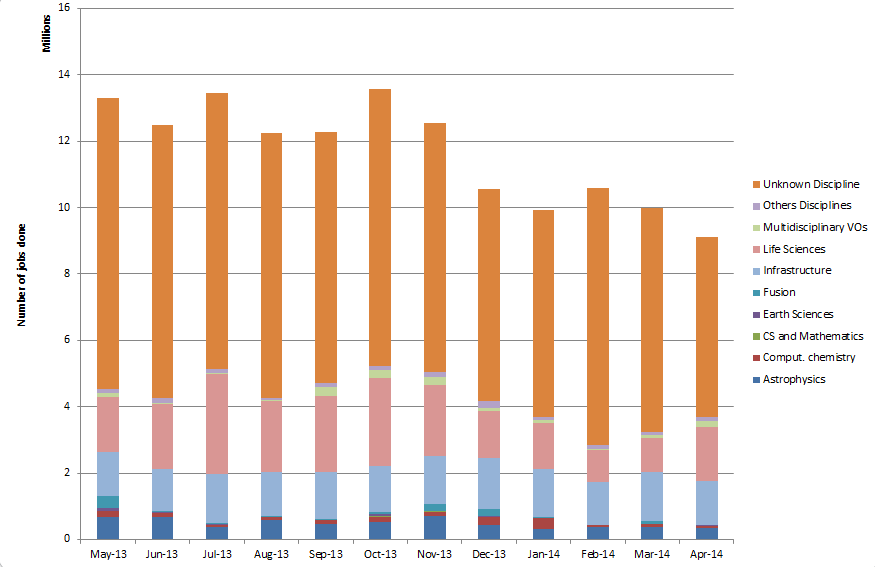 Millions
Number of jobs done
16
14
12
10
8
6
4
2
0
May-13 Jun-13 Jul-13 Aug-13 Sep-13 Oct-13 Nov-13 Dec-13 Jan-14 Feb-14 Mar-14 Apr-14
Unknown Discipline
Others Disciplines
Multidisciplinary VOs
Life Sciences
Infrastructure
Fusion
Earth Sciences
CS and Mathematics
Comput. chemistry
Astrophysics